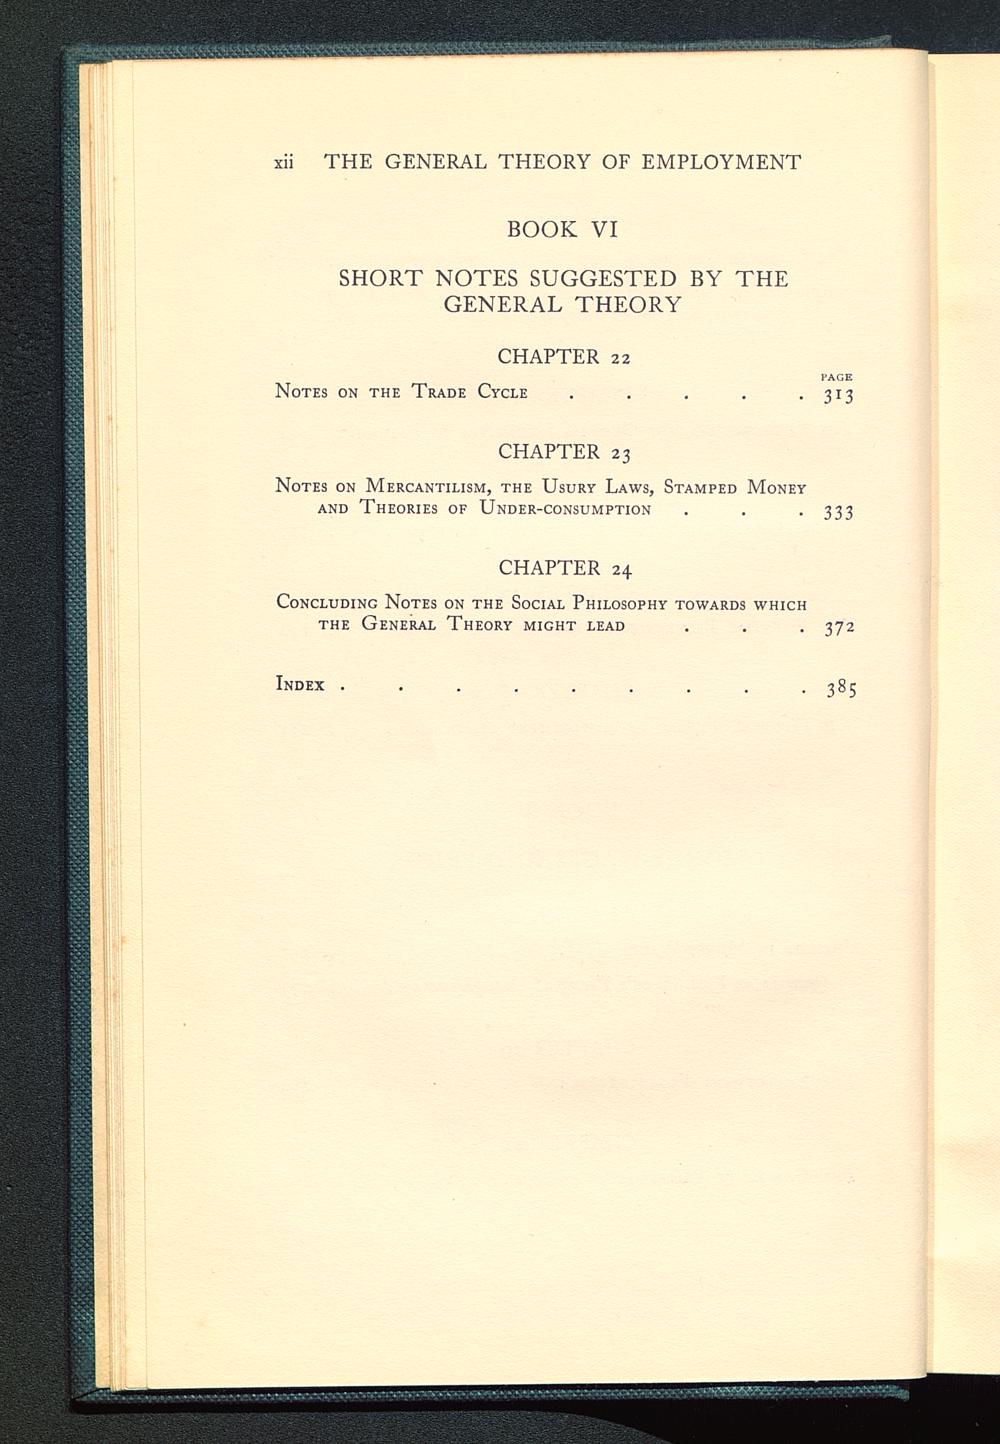 xii THE GENERAL THEORY OF EMPLOYMENT
BOOK VI
SHORT NOTES SUGGESTED BY THE
GENERAL THEORY
CHAPTER 22
PAGE
NOTES ON THE TRADE CYCLE . . . . . 313
CHAPTER 23
NOTES ON MERCANTILISM, THE USURY LAWS, STAMPED MONEY
AND THEORIES OF UNDER-CONSUMPTION . . . 333
CHAPTER 24
CONCLUDING NOTES ON THE SOCIAL PHILOSOPHY TOWARDS WHICH
THE GENERAL THEORY MIGHT LEAD . . . 372
INDEX . . . . . . . . . 385